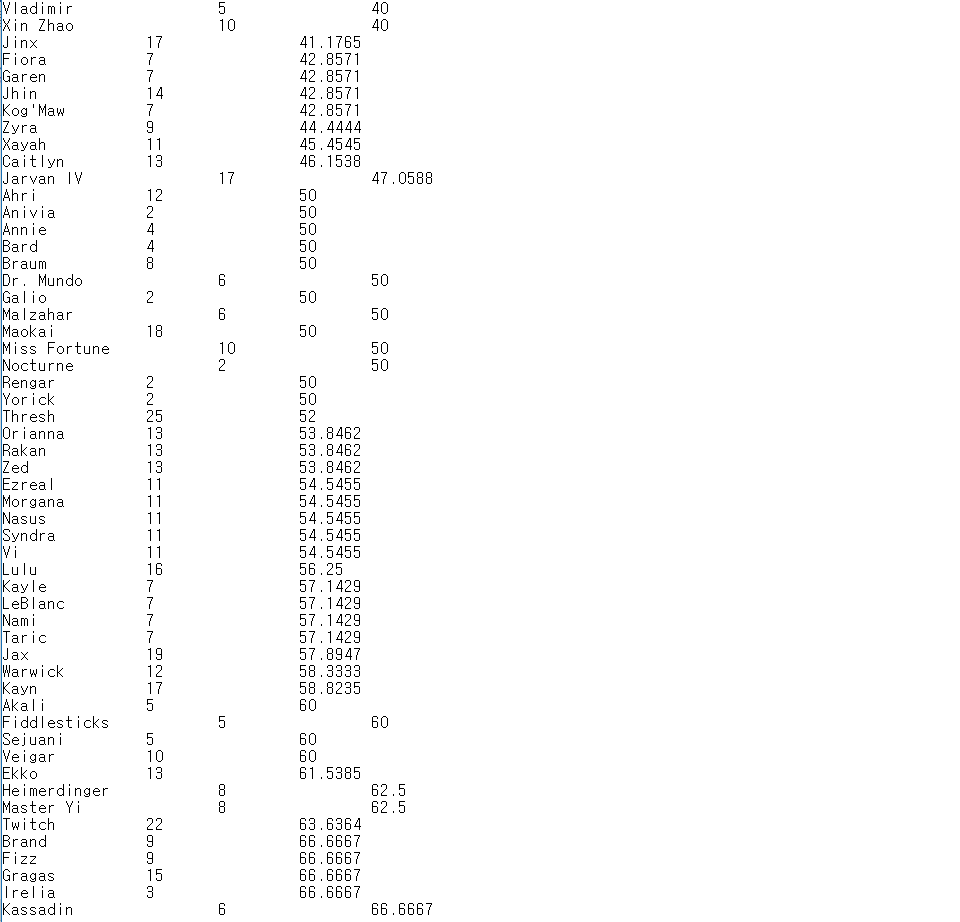 Vladimir 5 40
Xin Zhao 10 40
Jinx 17 41.1765
Fiora 7 42.8571
Garen 7 42.8571
Jhin 14 42.8571
Kog'Maw 7 42.8571
Zyra 9 44.4444
Xayah 11 45.4545
Caitlyn 13 46.1538
Jarvan IV 17 47.0588
Ahri 12 50
Anivia 2 50
Annie 4 50
Bard 4 50
Braum 8 50
Dr. Mundo 6 50
Galio 2 50
Malzahar 6 50
Maokai 18 50
Miss Fortune 10 50
Nocturne 2 50
Rengar 2 50
Yorick 2 50
Thresh 25 52
Orianna 13 53.8462
Rakan 13 53.8462
Zed 13 53.8462
Ezreal 11 54.5455
Morgana 11 54.5455
Nasus 11 54.5455
Syndra 11 54.5455
Vi 11 54.5455
Lulu 16 56.25
Kayle 7 57.1429
LeBlanc 7 57.1429
Nami 7 57.1429
Taric 7 57.1429
Jax 19 57.8947
Warwick 12 58.3333
Kayn 17 58.8235
Akali 5 60
Fiddlesticks 5 60
Sejuani 5 60
Veigar 10 60
Ekko 13 61.5385
Heimerdinger 8 62.5
Master Yi 8 62.5
Twitch 22 63.6364
Brand 9 66.6667
Fizz 9 66.6667
Gragas 15 66.6667
Irelia 3 66.6667
Kassadin 6 66.6667